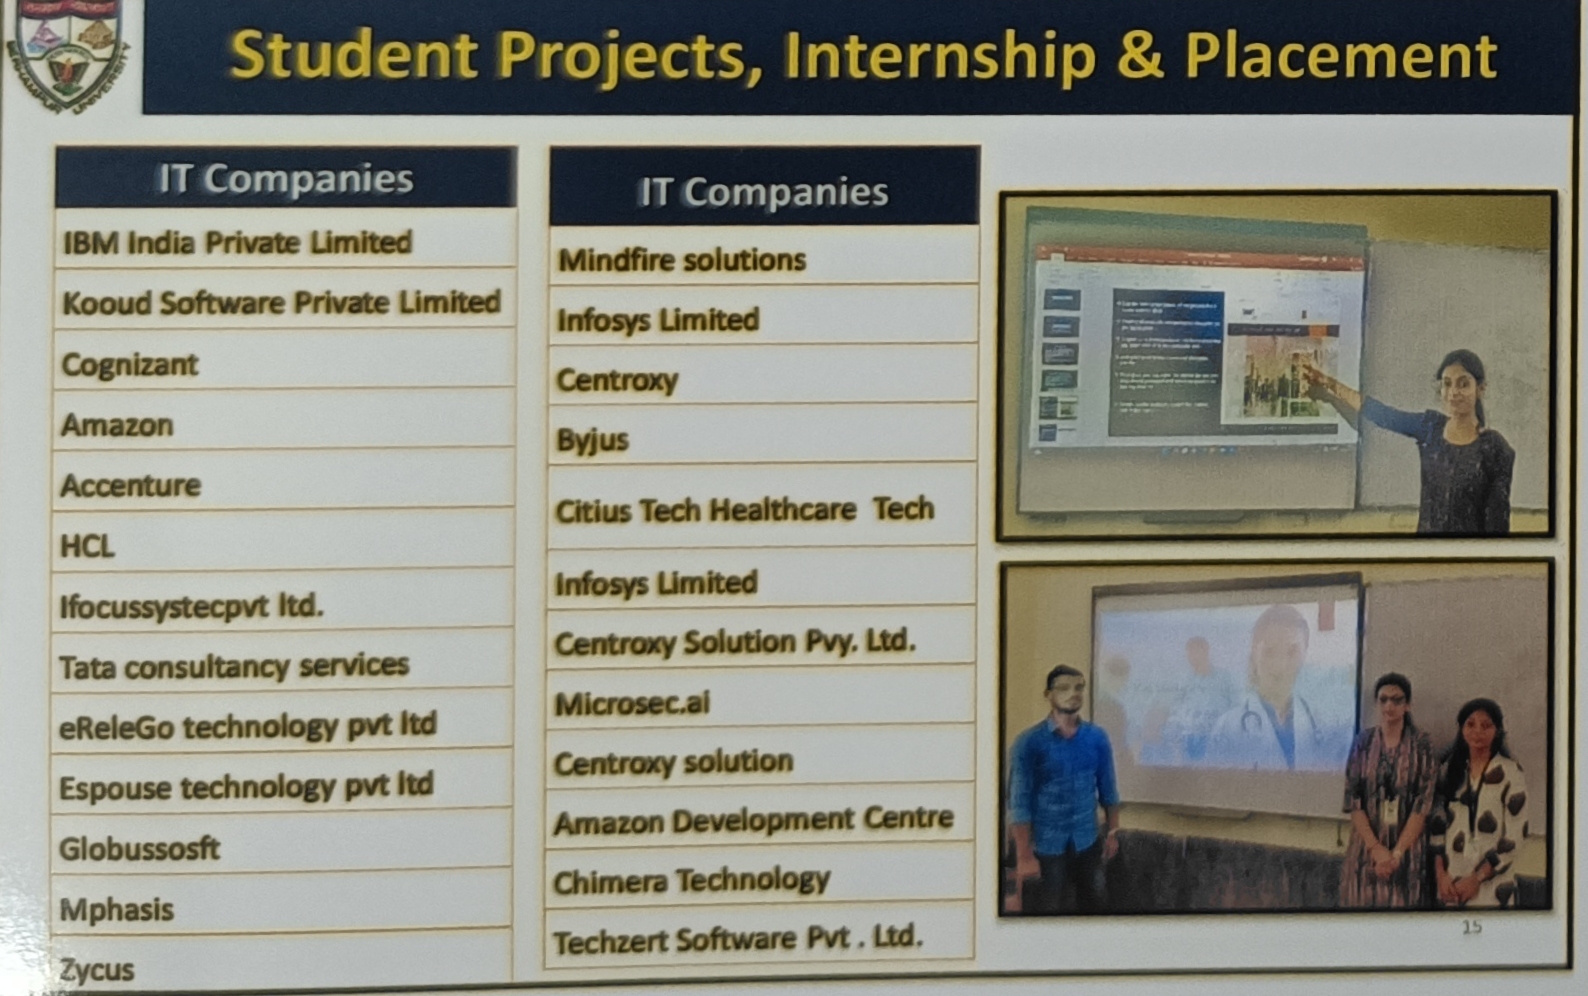 BERHAMPUR UNIVERSITY
Student Projects, Internship & Placement
IT Companies
IBM India Private Limited
Kooud Software Private Limited
Cognizant
Amazon
Accenture
HCL
Ifocussystecpvt ltd.
Tata consultancy services
eReleGo technology pvt ltd
Espouse technology pvt ltd
Globussosft
Mphasis
Zycus
IT Companies
Mindfire solutions
Infosys Limited
Centroxy
Byjus
Citius Tech Healthcare Tech
Infosys Limited
Centroxy Solution Pvy. Ltd.
Microsec.ai
Centroxy solution
Amazon Development Centre
Chimera Technology
Techzert Software Pvt . Ltd.
15